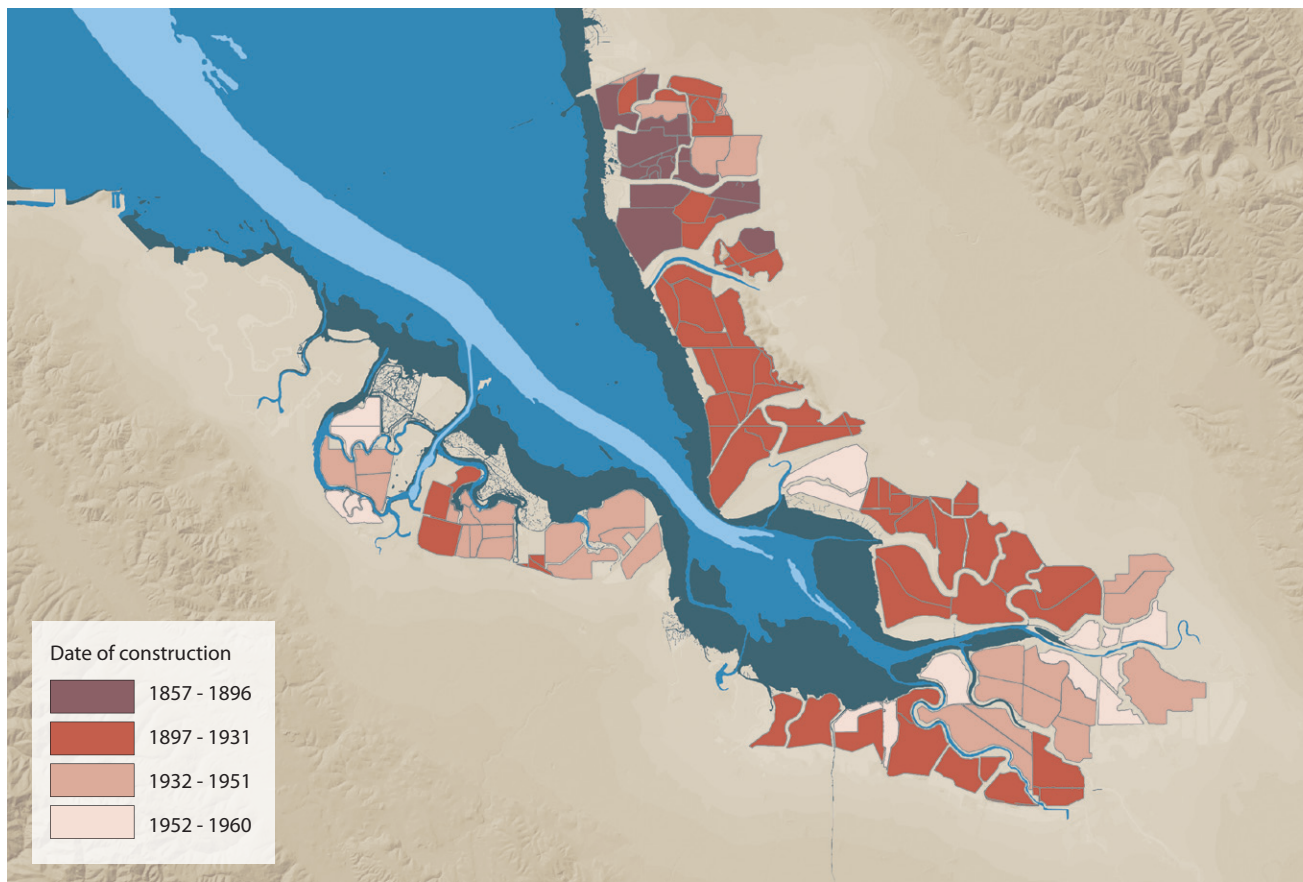 Date of construction
1857 - 1896
1897 - 1931
1932 - 1951
1952 - 1960